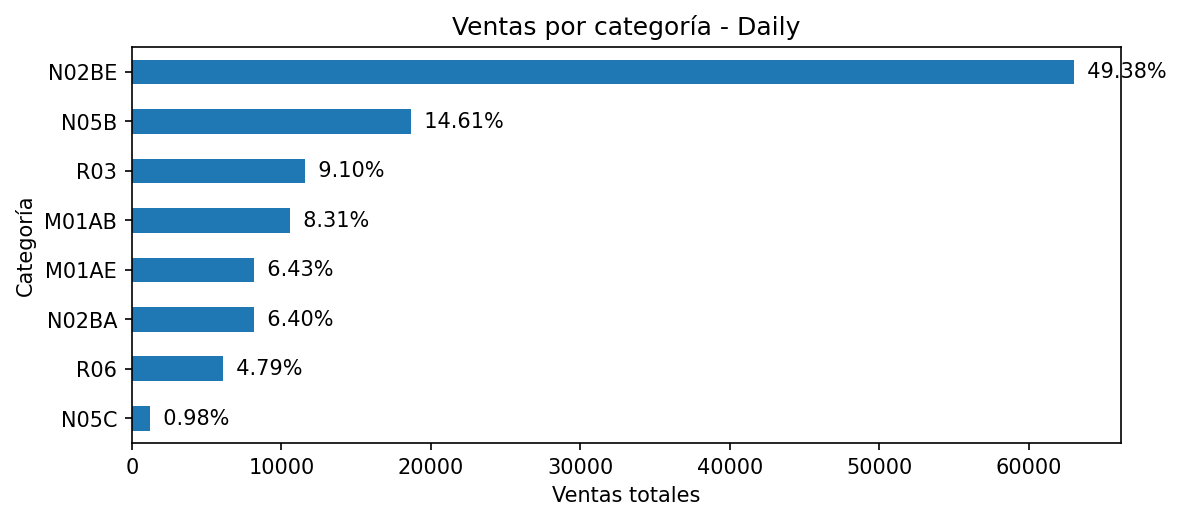 Ventas por categoría - Daily
N02BE 49.38%
N05B 14.61%
R03 9.10%
M01AB 8.31%
M01AE 6.43%
N02BA 6.40%
R06 4.79%
N05C 0.98%
Categoría
0 10000 20000 30000 40000 50000 60000
Ventas totales